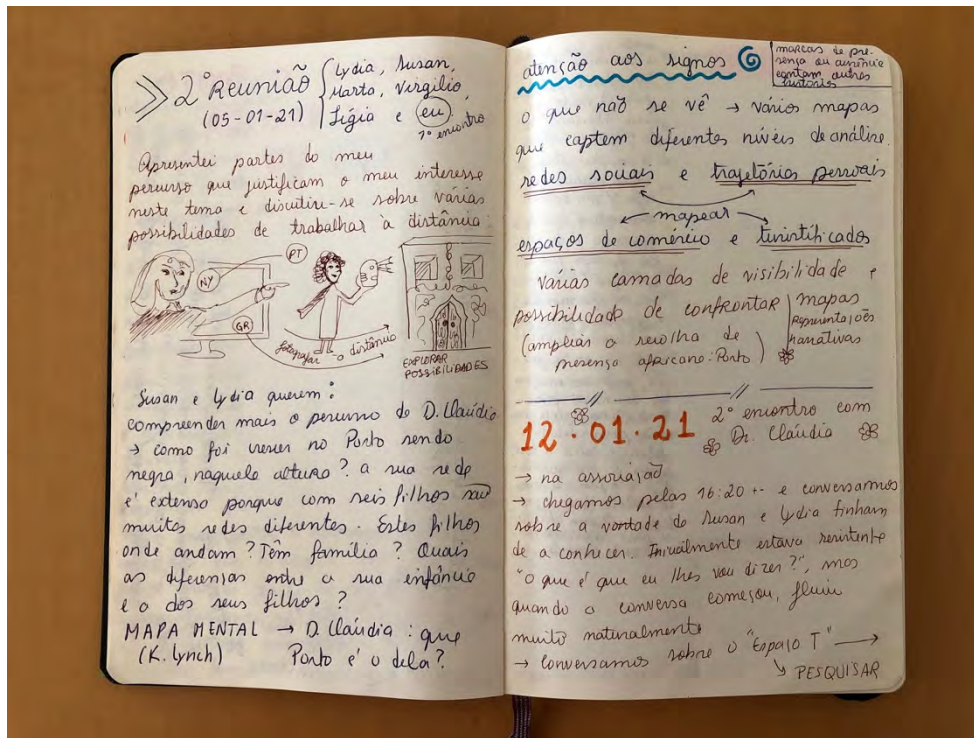 2ª Reunião
(05-01-21)
Lydia, Susan,
Marta, Virgílio,
Lígia e eu
1º encontro
Apresentei partes do meu
percurso que justificam o meu interesse
neste tema e discutiu-se sobre várias
possibilidades de trabalhar à distância:
NY
PT
GR
fotografar à distância
EXPLORAR
POSSIBILIDADES
Susan e Lydia querem:
compreender mais o percurso de D. Claúdia
→ como foi crescer no Porto sendo
negra, naquela altura? a sua rede
é extensa porque com seis filhos são
muitas redes diferentes. Estes filhos
onde andam? Têm família? Quais
as diferenças entre a sua infância
e a dos seus filhos?
MAPA MENTAL → D. Claúdia: que
(K. Lynch) Porto é o dela?
atenção aos signos
marcas de pre-
sença ou ausência
contam outras
histórias
o que não se vê → vários mapas
que captem diferentes níveis de análise.
redes sociais e trajetórias pessoais
← mapear →
espaços de comércio e turistificados
Várias camadas de visibilidade e
possibilidade de confrontar
mapas
Representações
narrativas
(ampliar a recolha de
presença africana: Porto)
12.01.21
2º encontro com
D. Claúdia
→ na associação
→ chegamos pelas 16:20 +- e conversamos
sobre a vontade de Susan e Lydia tinham
de a conhecer. Inicialmente estava resistente
"o que é que eu lhes vou dizer?", mas
quando a conversa começou, fluiu
muito naturalmente
→ Conversamos sobre o "Espaço T" →
↘ PESQUISAR